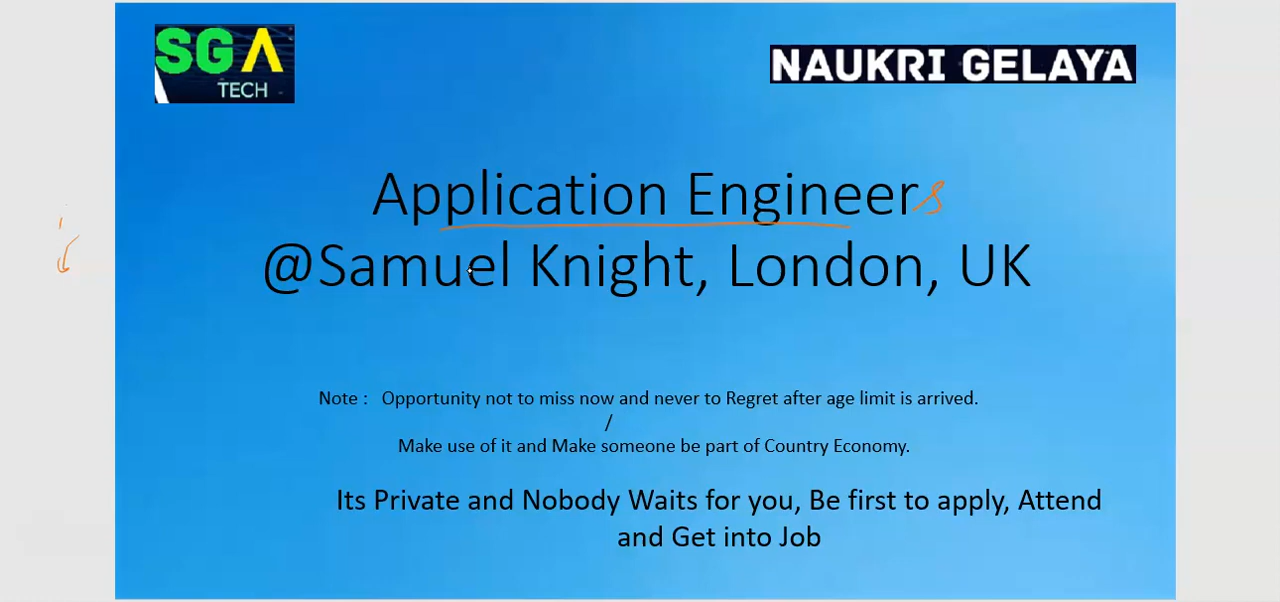 SGA
TECH
NAUKRI GELAYA
Application Engineers
@Samuel Knight, London, UK
Note : Opportunity not to miss now and never to Regret after age limit is arrived.
/
Make use of it and Make someone be part of Country Economy.
Its Private and Nobody Waits for you, Be first to apply, Attend
and Get into Job